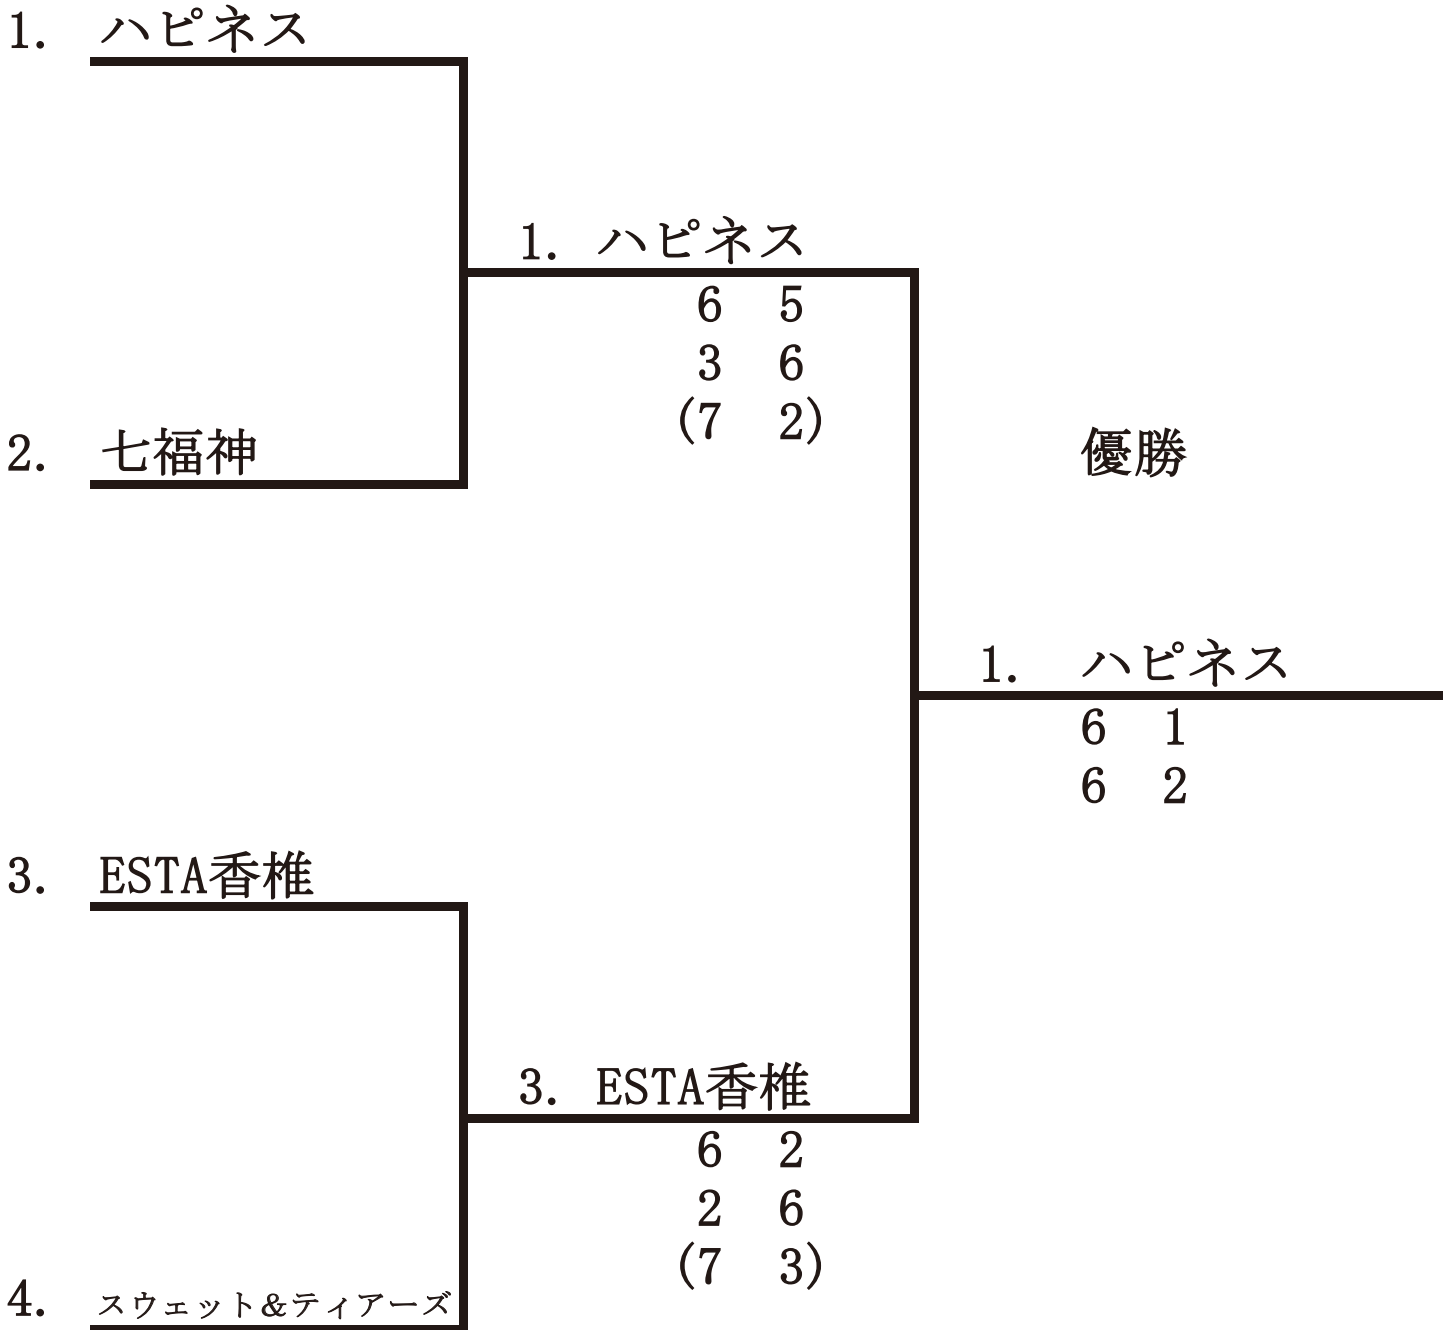 1. ハピネス
1. ハピネス
6 5
3 6
(7 2)
2. 七福神
優勝
1. ハピネス
6 1
6 2
3. ESTA香椎
3. ESTA香椎
6 2
2 6
(7 3)
4. スウェット&ティアーズ